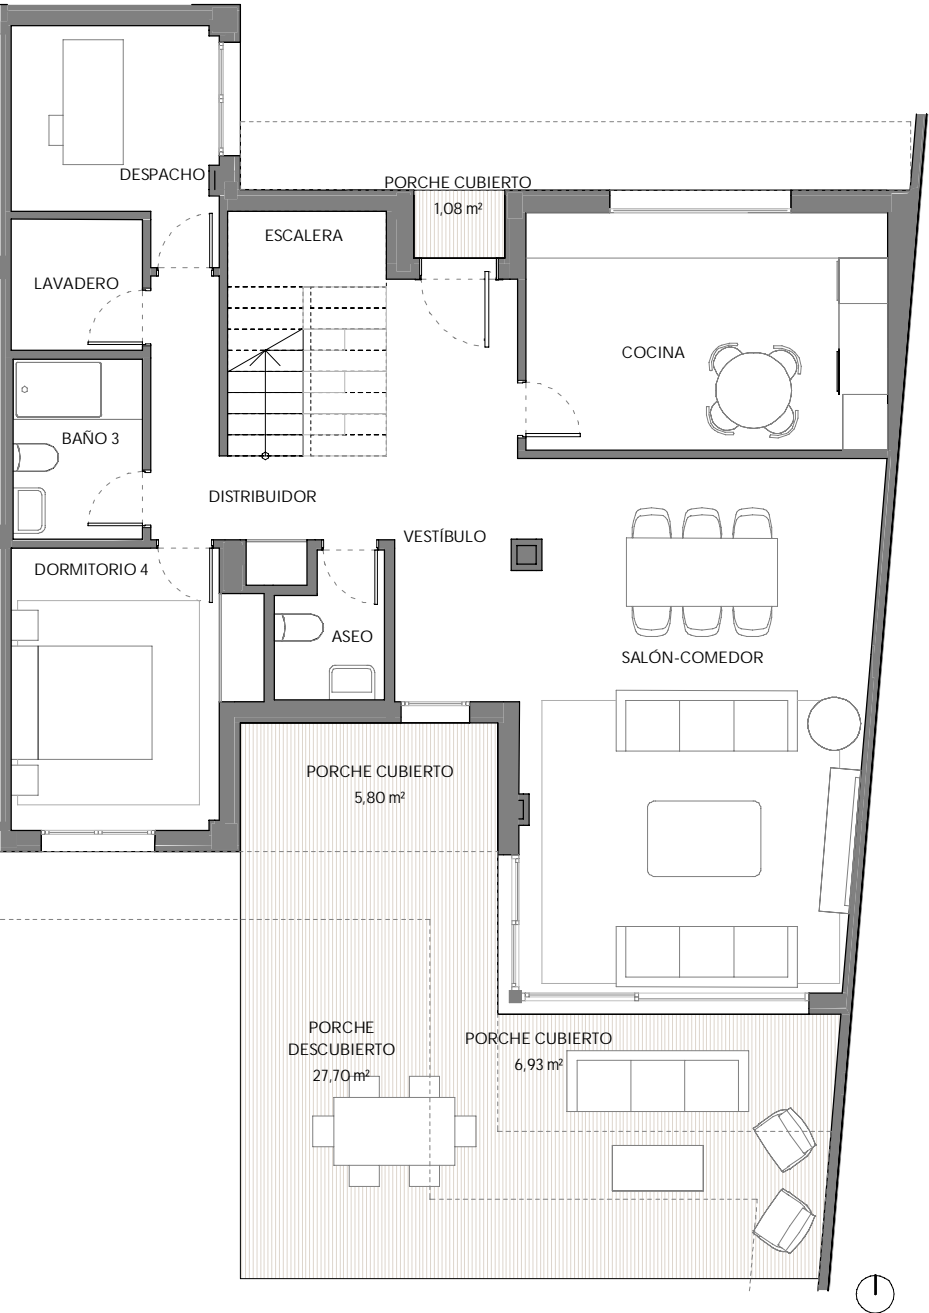 DESPACHO
PORCHE CUBIERTO
1,08 m²
ESCALERA
LAVADERO
COCINA
BAÑO 3
DISTRIBUIDOR
VESTÍBULO
DORMITORIO 4
ASEO
SALÓN-COMEDOR
PORCHE CUBIERTO
5,80 m²
PORCHE
DESCUBIERTO
27,70 m²
PORCHE CUBIERTO
6,93 m²